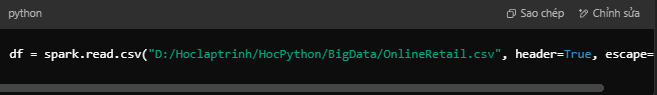 python
Sao chép
Chỉnh sửa
df = spark.read.csv("D:/Hoclaptrinh/HocPython/BigData/OnlineRetail.csv", header=True, escape=